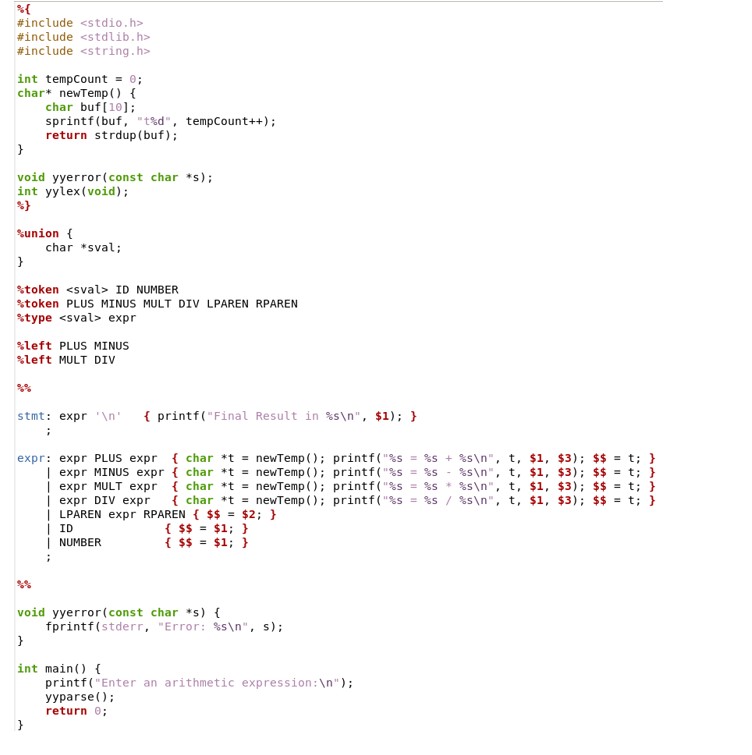 %{
#include <stdio.h>
#include <stdlib.h>
#include <string.h>

int tempCount = 0;
char* newTemp() {
    char buf[10];
    sprintf(buf, "t%d", tempCount++);
    return strdup(buf);
}

void yyerror(const char *s);
int yylex(void);
%}

%union {
    char *sval;
}

%token <sval> ID NUMBER
%token PLUS MINUS MULT DIV LPAREN RPAREN
%type <sval> expr

%left PLUS MINUS
%left MULT DIV

%%

stmt: expr '\n'   { printf("Final Result in %s\n", $1); }
    ;

expr: expr PLUS expr  { char *t = newTemp(); printf("%s = %s + %s\n", t, $1, $3); $$ = t; }
    | expr MINUS expr { char *t = newTemp(); printf("%s = %s - %s\n", t, $1, $3); $$ = t; }
    | expr MULT expr  { char *t = newTemp(); printf("%s = %s * %s\n", t, $1, $3); $$ = t; }
    | expr DIV expr   { char *t = newTemp(); printf("%s = %s / %s\n", t, $1, $3); $$ = t; }
    | LPAREN expr RPAREN { $$ = $2; }
    | ID             { $$ = $1; }
    | NUMBER         { $$ = $1; }
    ;

%%

void yyerror(const char *s) {
    fprintf(stderr, "Error: %s\n", s);
}

int main() {
    printf("Enter an arithmetic expression:\n");
    yyparse();
    return 0;
}